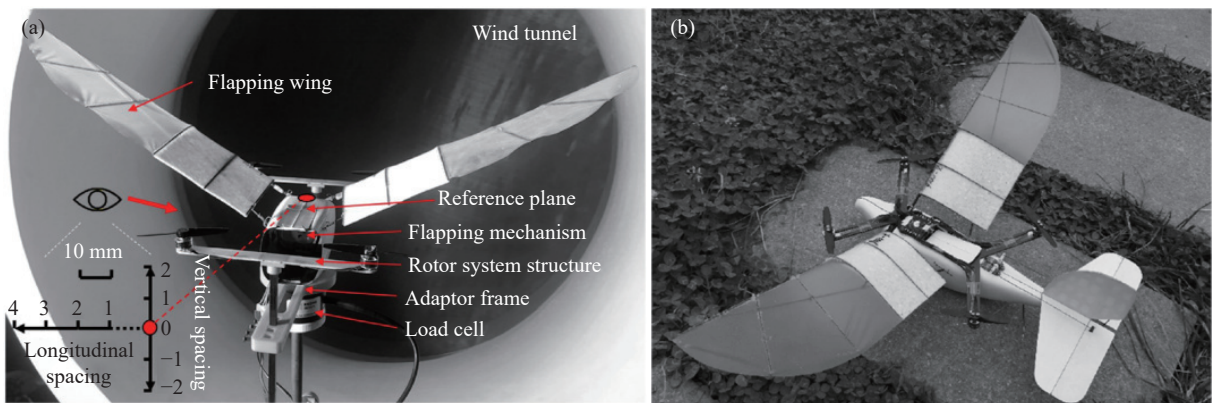 (a)
Wind tunnel
Flapping wing
Reference plane
Flapping mechanism
Rotor system structure
Adaptor frame
Load cell
10 mm
Vertical spacing
2
1
0
−1
−2
4 3 2 1
Longitudinal
spacing
(b)